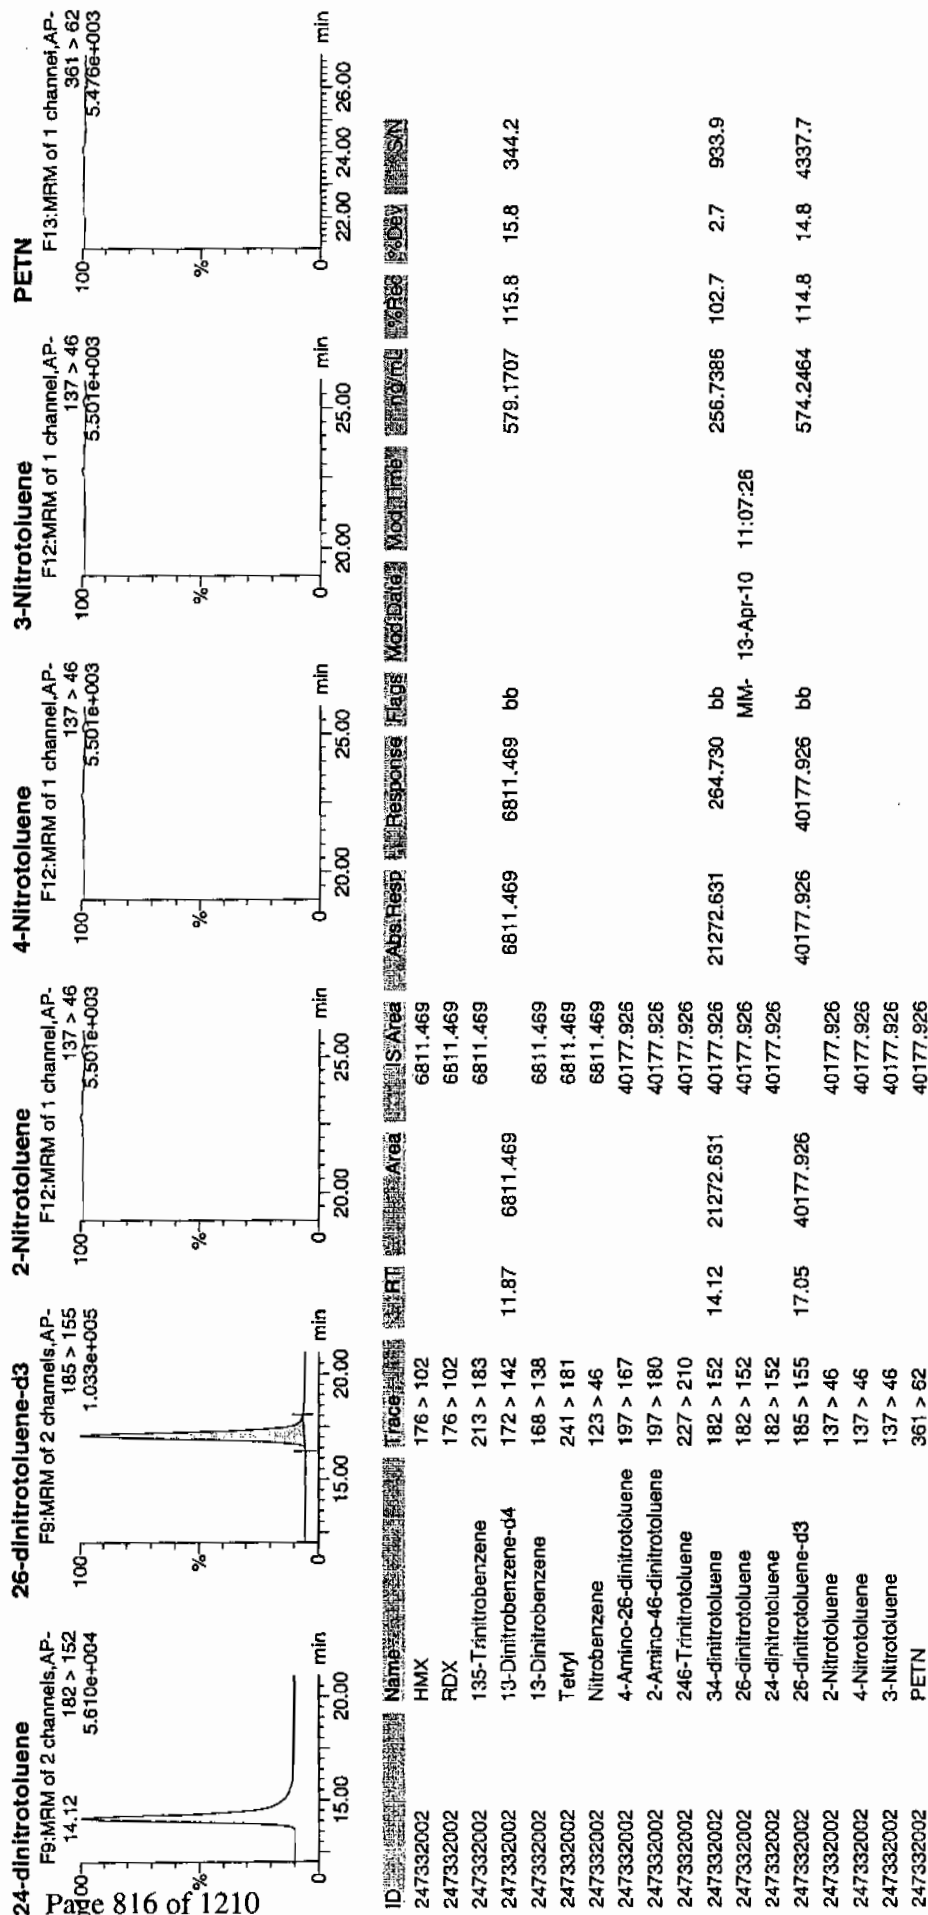 24-dinitrotoluene
F9:MRM of 2 channels,AP-
182 > 152
5.610e+004
14.12
100
%
0
15.00 20.00 min
26-dinitrotoluene-d3
F9:MRM of 2 channels,AP-
185 > 155
1.033e+005
100
%
0
15.00 20.00 min
2-Nitrotoluene
F12:MRM of 1 channel,AP-
137 > 46
5.501e+003
100
%
0
20.00 25.00 min
4-Nitrotoluene
F12:MRM of 1 channel,AP-
137 > 46
5.501e+003
100
%
0
20.00 25.00 min
3-Nitrotoluene
F12:MRM of 1 channel,AP-
137 > 46
5.501e+003
100
%
0
20.00 25.00 min
PETN
F13:MRM of 1 channel,AP-
361 > 62
5.476e+003
100
%
0
22.00 24.00 26.00 min
ID Name Trace RT Area IS Area Abs.Resp Response Flags Mod.Date Mod.Time ng/mL %Rec %Dev S/N
247332002 HMX 176 > 102 6811.469
247332002 RDX 176 > 102 6811.469
247332002 135-Trinitrobenzene 213 > 183 6811.469
247332002 13-Dinitrobenzene-d4 172 > 142 11.87 6811.469 6811.469 6811.469 bb 579.1707 115.8 15.8 344.2
247332002 13-Dinitrobenzene 168 > 138 6811.469
247332002 Tetryl 241 > 181 6811.469
247332002 Nitrobenzene 123 > 46 6811.469
247332002 4-Amino-26-dinitrotoluene 197 > 167 40177.926
247332002 2-Amino-46-dinitrotoluene 197 > 180 40177.926
247332002 246-Trinitrotoluene 227 > 210 40177.926
247332002 34-dinitrotoluene 182 > 152 14.12 21272.631 40177.926 21272.631 264.730 bb 256.7386 102.7 2.7 933.9
247332002 26-dinitrotoluene 182 > 152 40177.926 MM- 13-Apr-10 11:07:26
247332002 24-dinitrotoluene 182 > 152 40177.926
247332002 26-dinitrotoluene-d3 185 > 155 17.05 40177.926 40177.926 40177.926 bb 574.2464 114.8 14.8 4337.7
247332002 2-Nitrotoluene 137 > 46 40177.926
247332002 4-Nitrotoluene 137 > 46 40177.926
247332002 3-Nitrotoluene 137 > 46 40177.926
247332002 PETN 361 > 62 40177.926
Page 816 of 1210